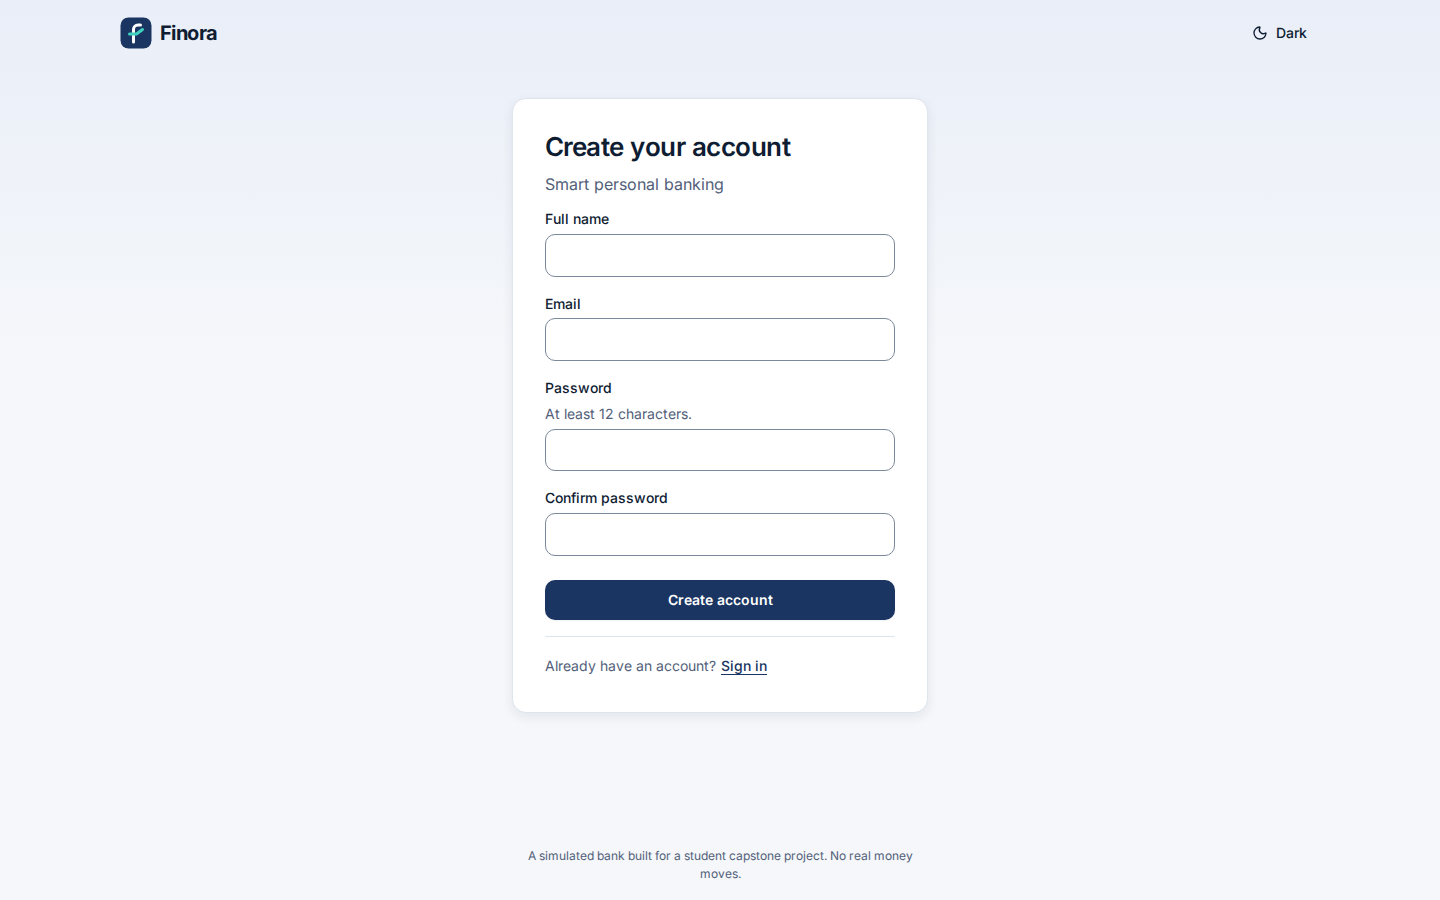 Finora
Dark
Create your account
Smart personal banking
Full name
Email
Password
At least 12 characters.
Confirm password
Create account
Already have an account? Sign in
A simulated bank built for a student capstone project. No real money
moves.